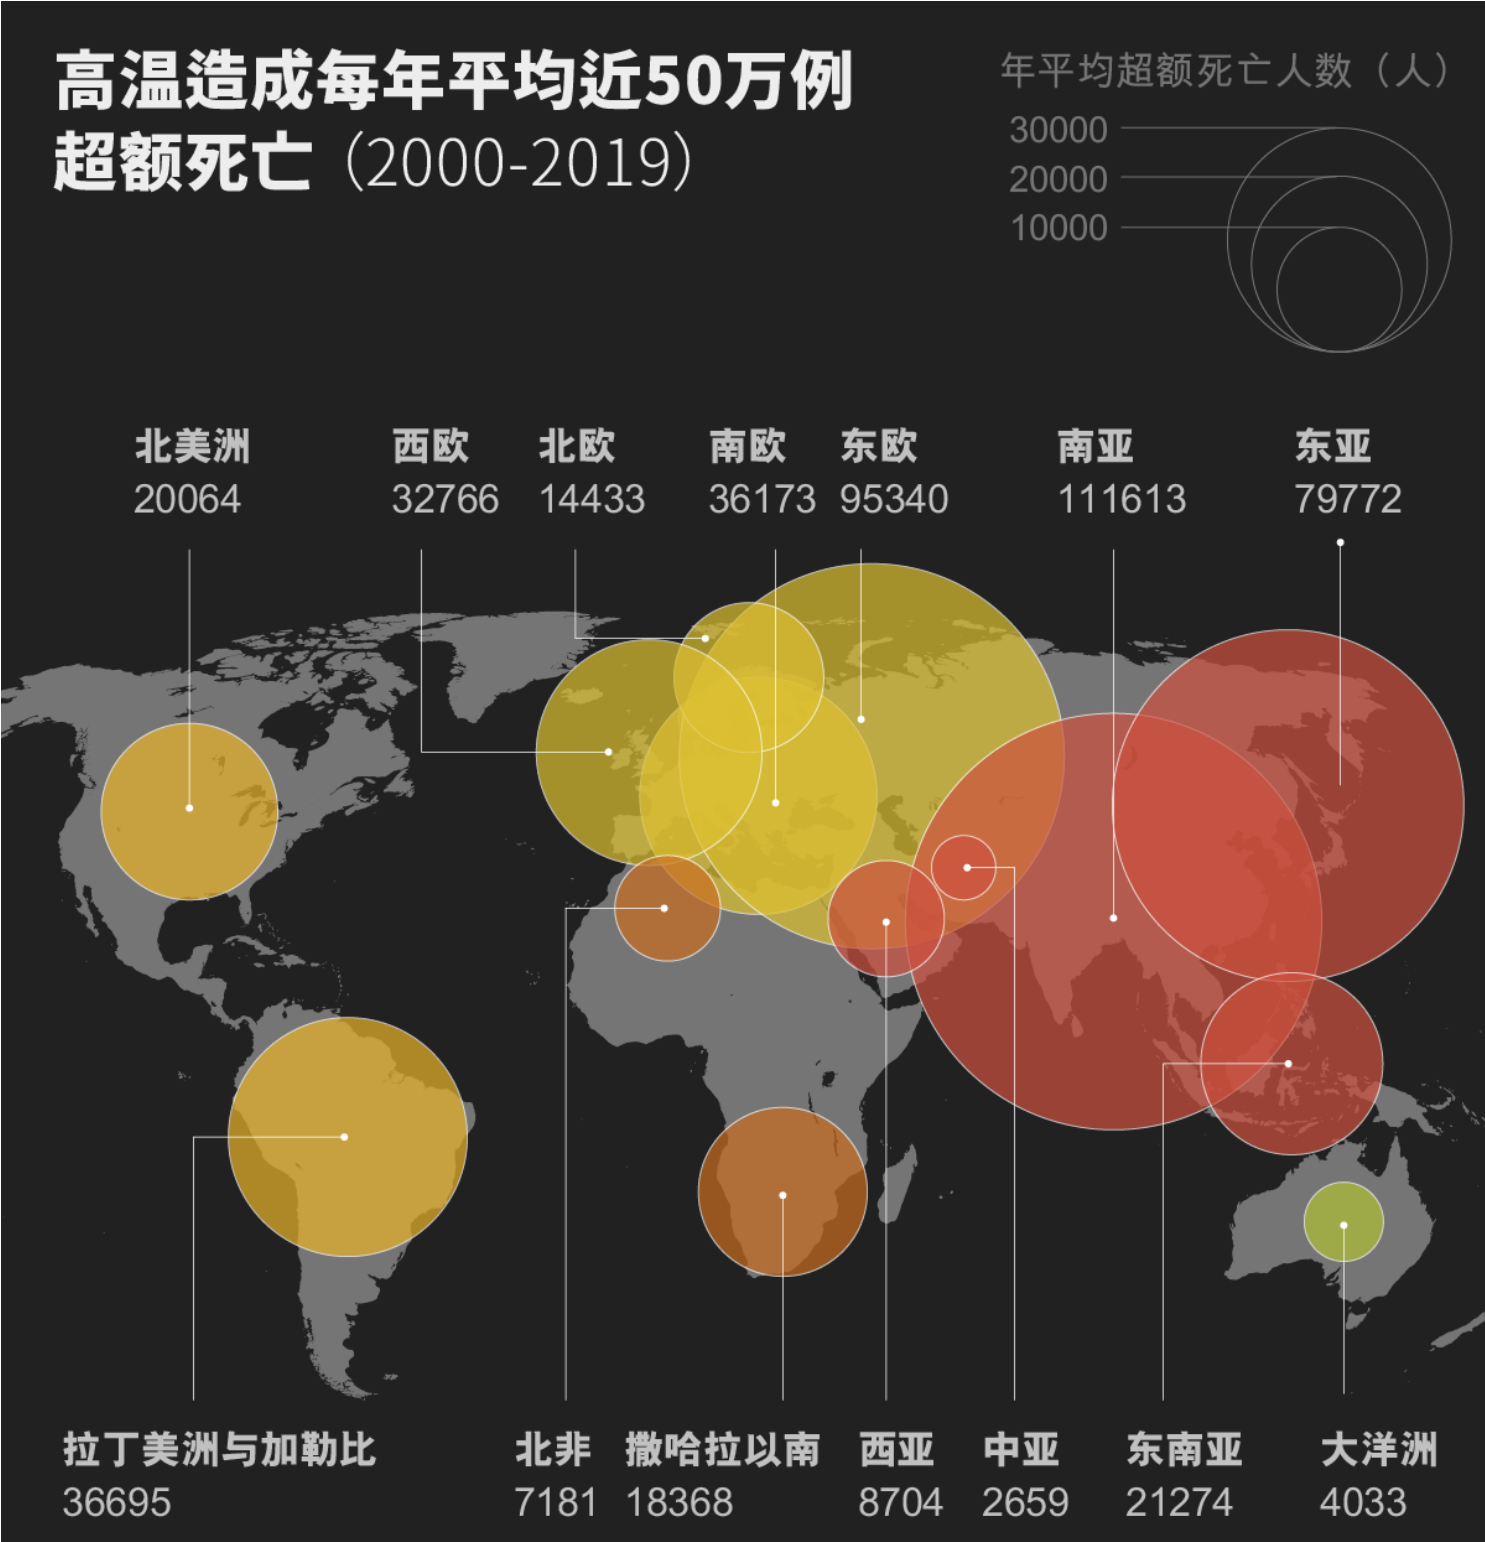 高温造成每年平均近50万例
超额死亡（2000-2019）
年平均超额死亡人数（人）
30000
20000
10000
北美洲
20064
西欧
32766
北欧
14433
南欧
36173
东欧
95340
南亚
111613
东亚
79772
拉丁美洲与加勒比
36695
北非
7181
撒哈拉以南
18368
西亚
8704
中亚
2659
东南亚
21274
大洋洲
4033